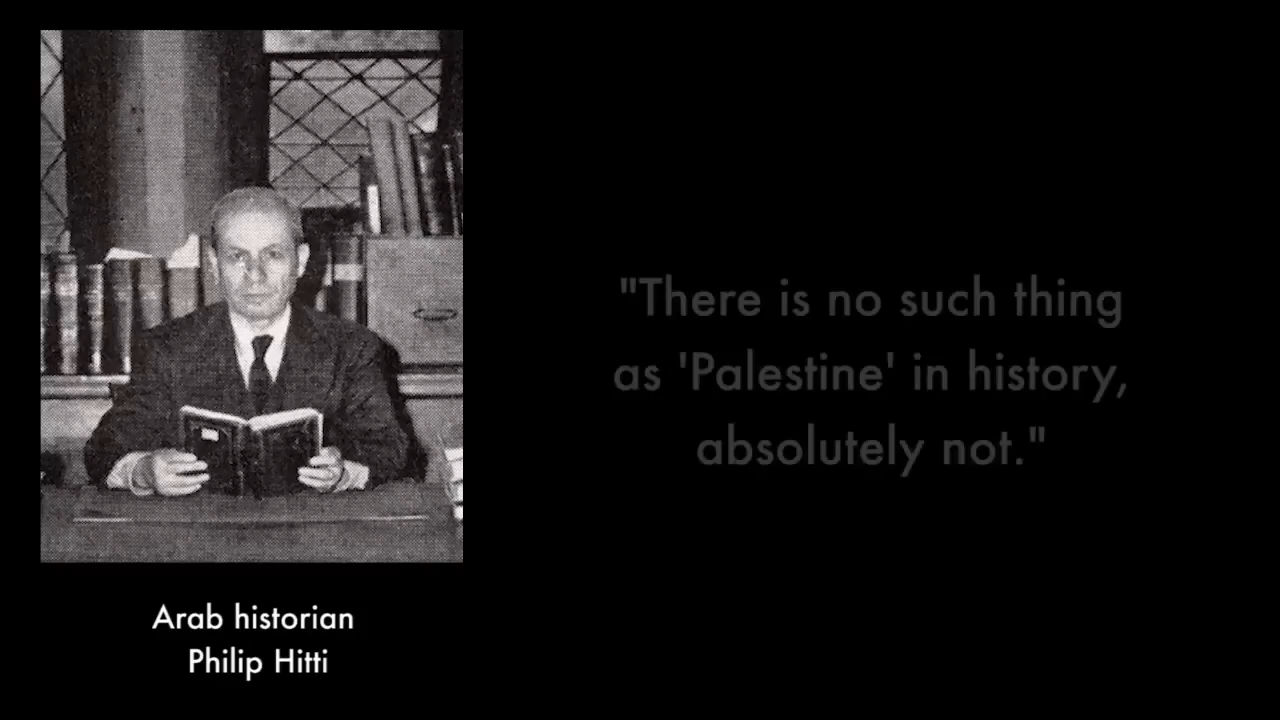 "There is no such thing
as 'Palestine' in history,
absolutely not."
Arab historian
Philip Hitti